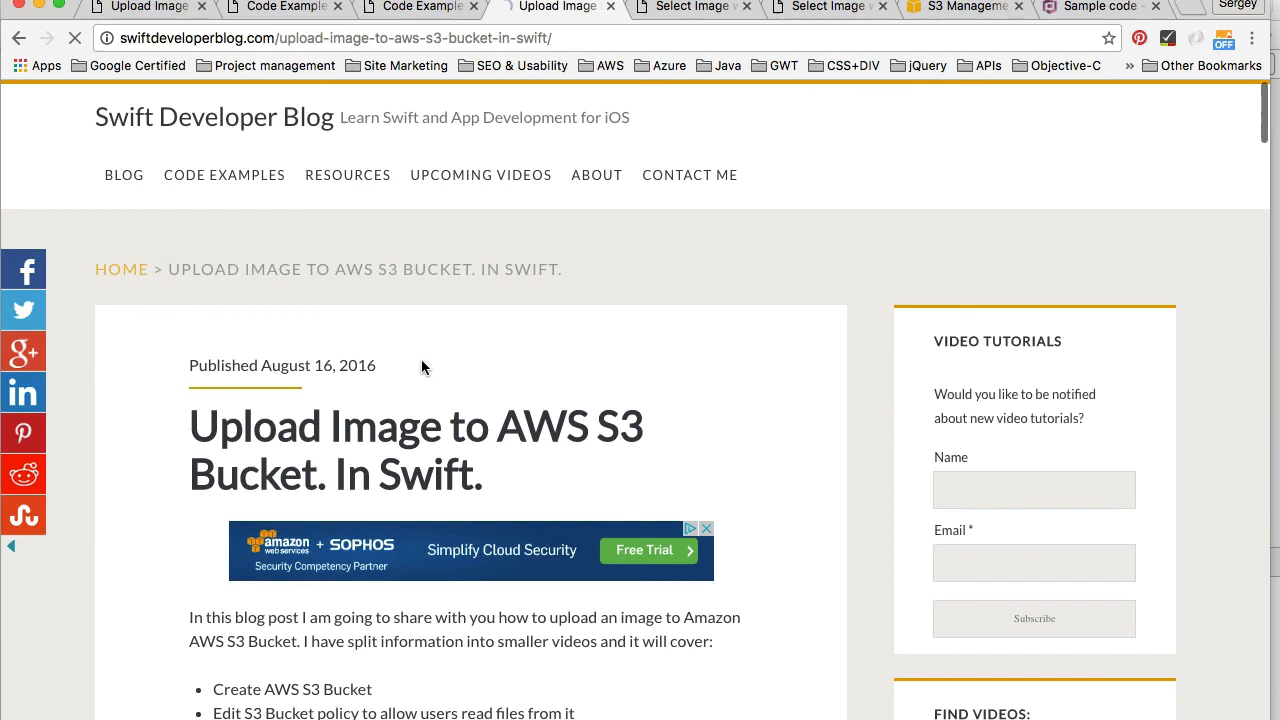 Upload Image
Code Example
Code Example
Upload Image
Select Image w
Select Image w
S3 Manageme
Sample code -
Sergey
swiftdeveloperblog.com/upload-image-to-aws-s3-bucket-in-swift/
OFF
Apps
Google Certified
Project management
Site Marketing
SEO & Usability
AWS
Azure
Java
GWT
CSS+DIV
jQuery
APIs
Objective-C
»
Other Bookmarks
Swift Developer Blog
Learn Swift and App Development for iOS
BLOG
CODE EXAMPLES
RESOURCES
UPCOMING VIDEOS
ABOUT
CONTACT ME
HOME > UPLOAD IMAGE TO AWS S3 BUCKET. IN SWIFT.
Published August 16, 2016
Upload Image to AWS S3
Bucket. In Swift.
amazon
web services
+ SOPHOS
Security Competency Partner
Simplify Cloud Security
Free Trial
In this blog post I am going to share with you how to upload an image to Amazon
AWS S3 Bucket. I have split information into smaller videos and it will cover:
• Create AWS S3 Bucket
• Edit S3 Bucket policy to allow users read files from it
VIDEO TUTORIALS
Would you like to be notified
about new video tutorials?
Name
Email *
Subscribe
FIND VIDEOS: